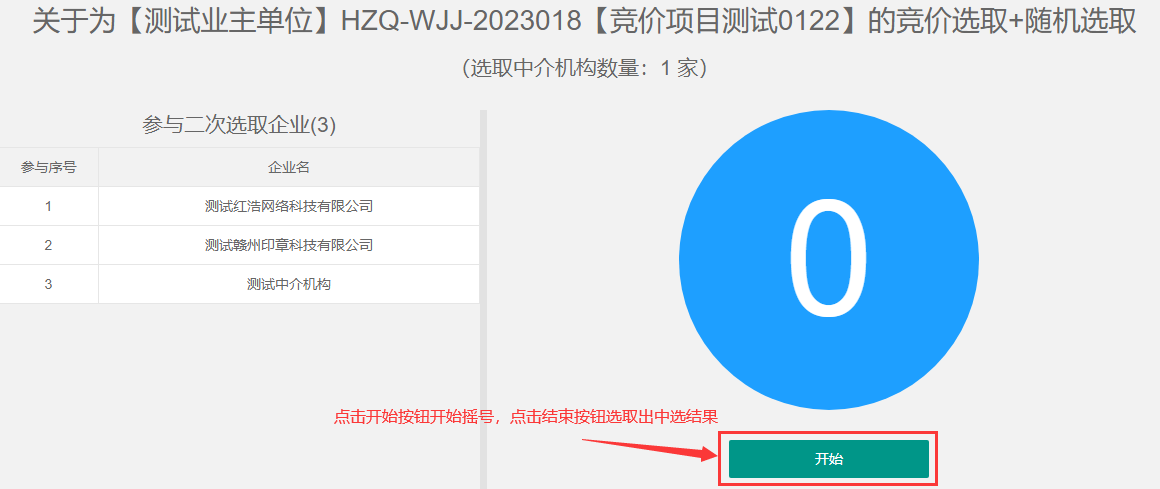 关于为【测试业主单位】HZQ-WJJ-2023018【竞价项目测试0122】的竞价选取+随机选取
（选取中介机构数量：1 家）
参与二次选取企业(3)
参与序号 企业名
1 测试红浩网络科技有限公司
2 测试赣州印章科技有限公司
3 测试中介机构
0
点击开始按钮开始摇号，点击结束按钮选取出中选结果
开始